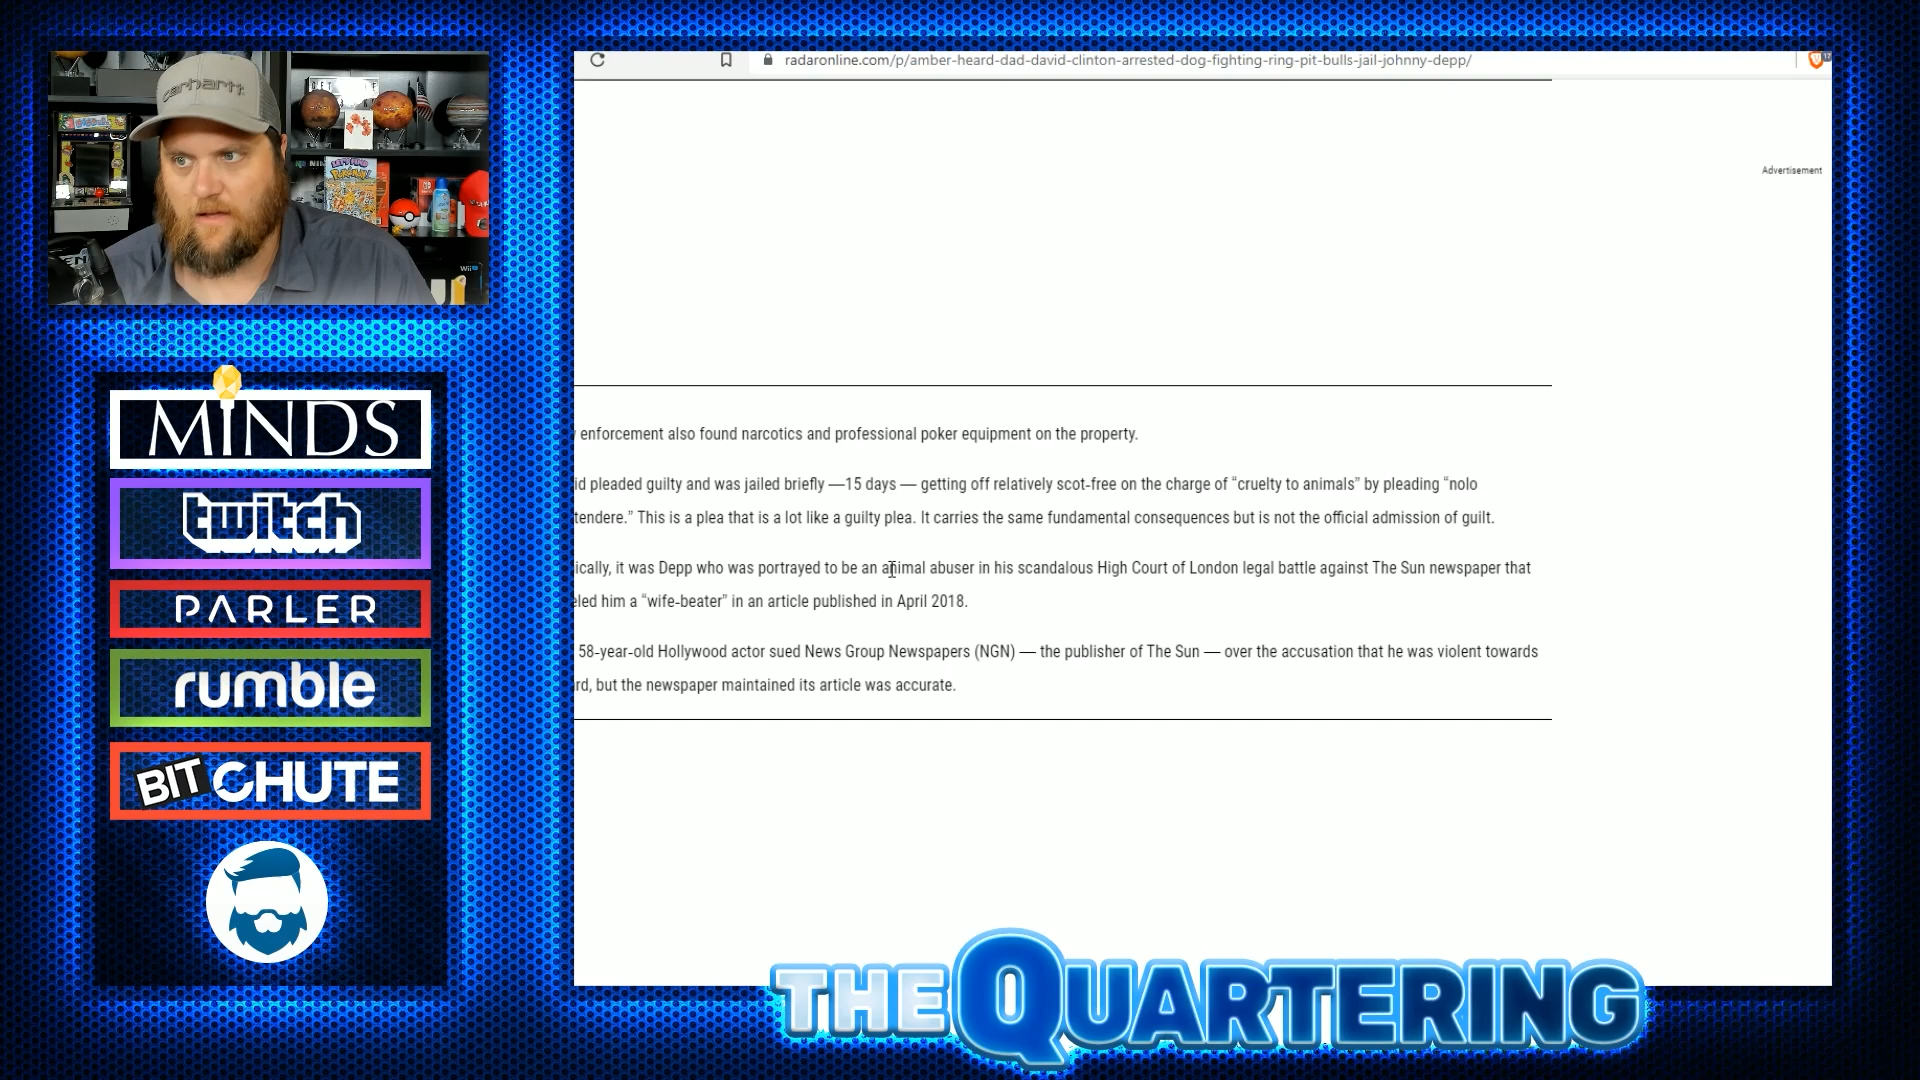 carhartt
radaronline.com/p/amber-heard-dad-david-clinton-arrested-dog-fighting-ring-pit-bulls-jail-johnny-depp/
Advertisement
LET'S FIND
POKÉMON!
Wii
MINDS
twitch
PARLER
rumble
BITCHUTE
enforcement also found narcotics and professional poker equipment on the property.
id pleaded guilty and was jailed briefly —15 days — getting off relatively scot-free on the charge of “cruelty to animals” by pleading “nolo
tendere.” This is a plea that is a lot like a guilty plea. It carries the same fundamental consequences but is not the official admission of guilt.
ically, it was Depp who was portrayed to be an animal abuser in his scandalous High Court of London legal battle against The Sun newspaper that
eled him a “wife-beater” in an article published in April 2018.
58-year-old Hollywood actor sued News Group Newspapers (NGN) — the publisher of The Sun — over the accusation that he was violent towards
rd, but the newspaper maintained its article was accurate.
THE QUARTERING